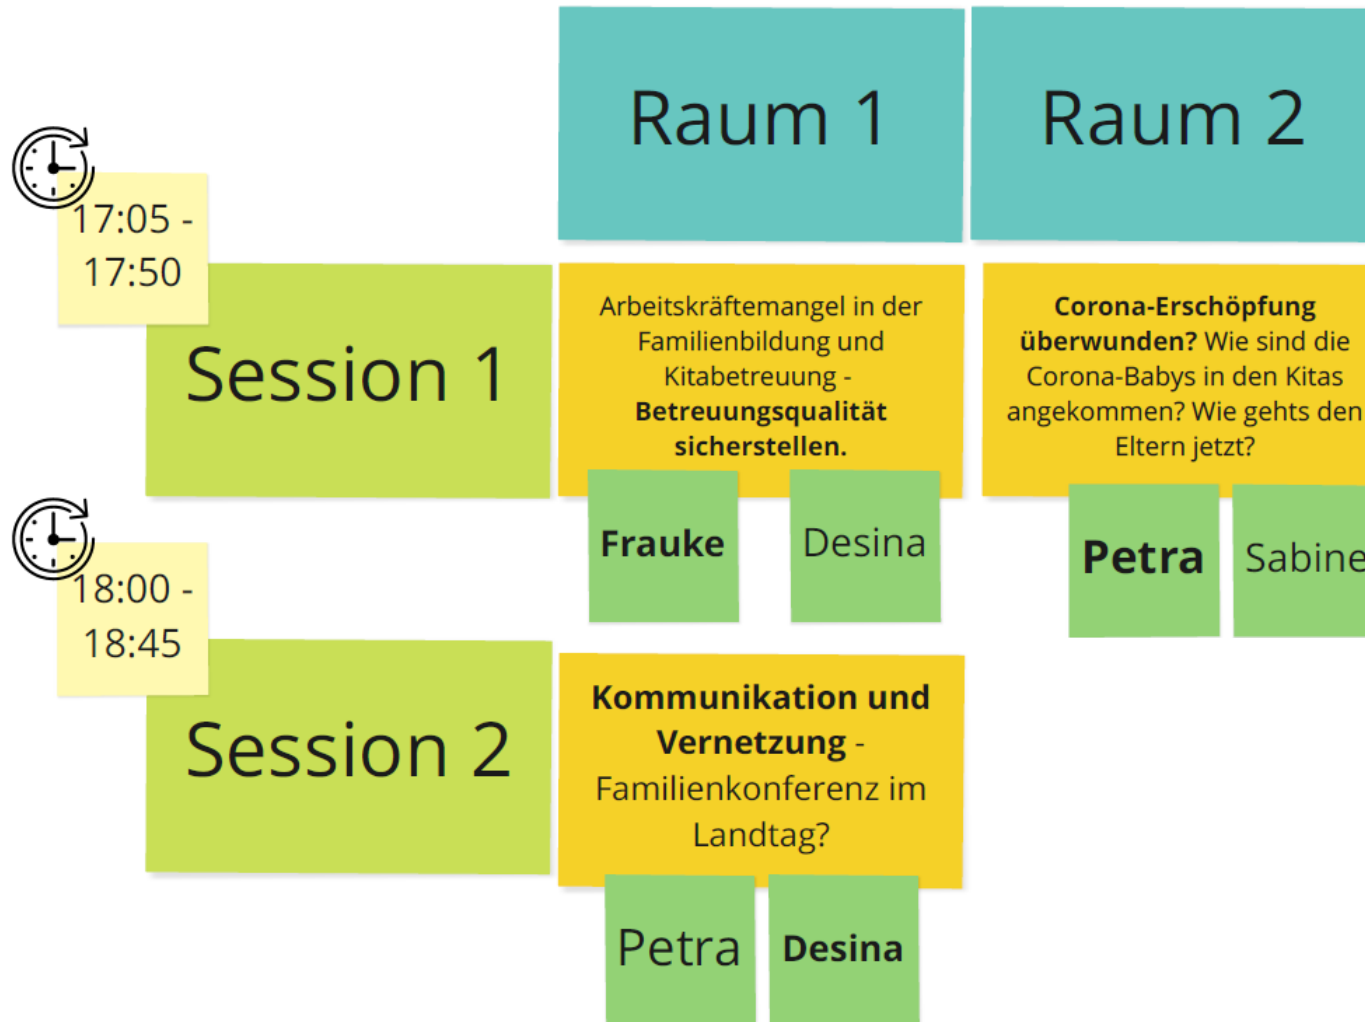 Raum 1
Raum 2
17:05 -
17:50
Session 1
Arbeitskräftemangel in der
Familienbildung und
Kitabetreuung -
Betreuungsqualität
sicherstellen.
Corona-Erschöpfung
überwunden? Wie sind die
Corona-Babys in den Kitas
angekommen? Wie gehts den
Eltern jetzt?
Frauke
Desina
Petra
Sabine
18:00 -
18:45
Session 2
Kommunikation und
Vernetzung -
Familienkonferenz im
Landtag?
Petra
Desina